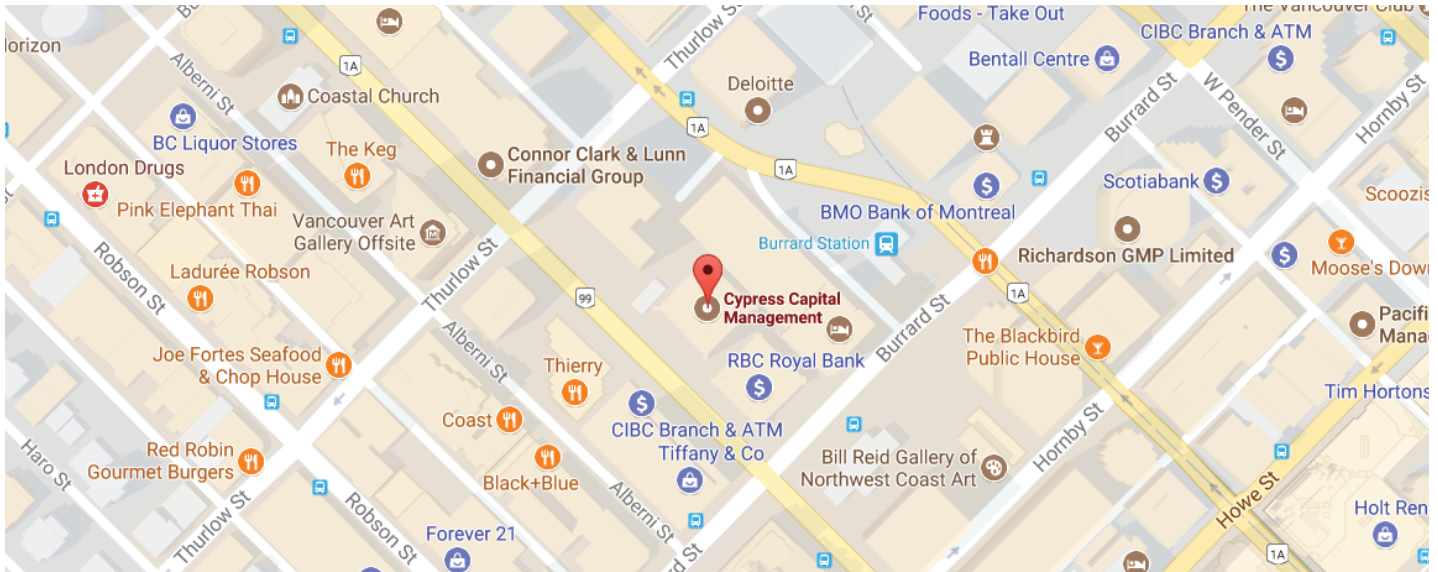 Foods - Take Out
The Vancouver Club
CIBC Branch & ATM
Bentall Centre
Thurlow St
1A
Burrard St
W Pender St
Hornby St
Alberni St
Coastal Church
Deloitte
BC Liquor Stores
The Keg
1A
Connor Clark & Lunn
Financial Group
London Drugs
Pink Elephant Thai
1A
Scotiabank
BMO Bank of Montreal
Vancouver Art
Gallery Offsite
Burrard Station
Richardson GMP Limited
Moose's Down
Robson St
Ladurée Robson
Thurlow St
99
1A
Cypress Capital
Management
Burrard St
The Blackbird
Public House
Joe Fortes Seafood
& Chop House
Alberni St
Thierry
RBC Royal Bank
Coast
CIBC Branch & ATM
Tiffany & Co
Tim Hortons
Haro St
Red Robin
Gourmet Burgers
Black+Blue
Bill Reid Gallery of
Northwest Coast Art
Hornby St
Howe St
Thurlow St
Robson St
Forever 21
Alberni St
1A